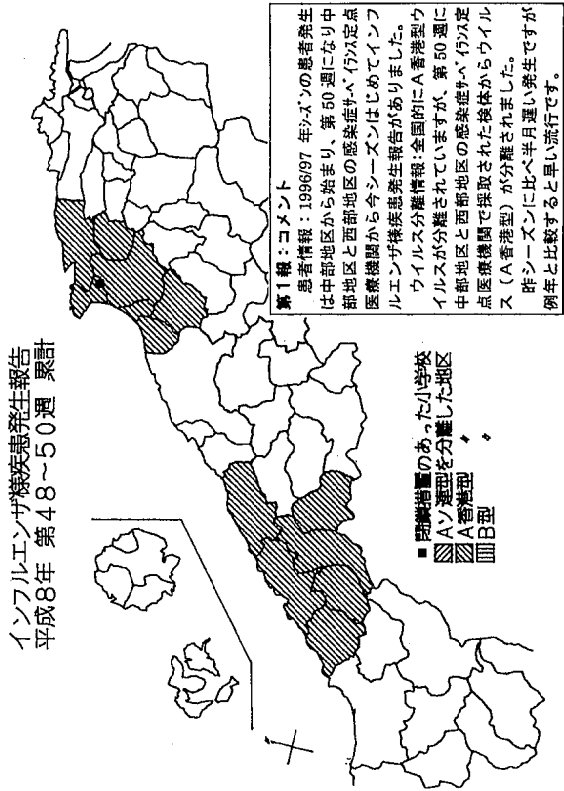 インフルエンザ様疾患発生報告
平成8年 第48〜50週 累計
第1報：コメント
患者情報：1996/97 年シーズンの患者発生
は中部地区から始まり、第50週になり中
部地区と西部地区の感染症サーベイランス定点
医療機関から今シーズンはじめてインフ
ルエンザ様疾患発生報告がありました。
ウイルス分離情報：全国的にA香港型ウ
イルスが分離されていますが、第50週に
中部地区と西部地区の感染症サーベイランス定
点医療機関で採取された検体からウイル
ス（A香港型）が分離されました。
昨シーズンに比べ半月遅い発生ですが
例年と比較すると早い流行です。
■ 閉鎖措置のあった小学校
Aソ連型を分離した地区
A香港型 〃
B型 〃